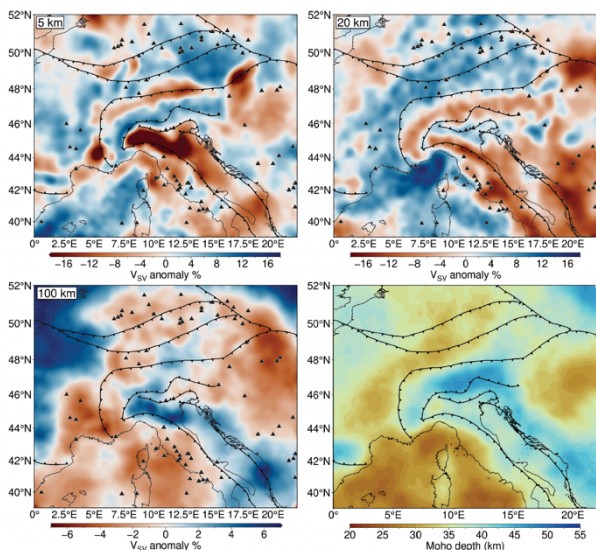 52°N
5 km
50°N
48°N
46°N
44°N
42°N
40°N
0° 2.5°E 5°E 7.5°E 10°E 12.5°E 15°E 17.5°E 20°E
−16 −12 −8 −4 0 4 8 12 16
VSV anomaly %
52°N
20 km
50°N
48°N
46°N
44°N
42°N
40°N
0° 2.5°E 5°E 7.5°E 10°E 12.5°E 15°E 17.5°E 20°E
−16 −12 −8 −4 0 4 8 12 16
VSV anomaly %
100 km
52°N
50°N
48°N
46°N
44°N
42°N
40°N
0° 2.5°E 5°E 7.5°E 10°E 12.5°E 15°E 17.5°E 20°E
−6 −4 −2 0 2 4 6
VSV anomaly %
52°N
50°N
48°N
46°N
44°N
42°N
40°N
0° 5°E 10°E 15°E 20°E
20 25 30 35 40 45 50 55
Moho depth (km)